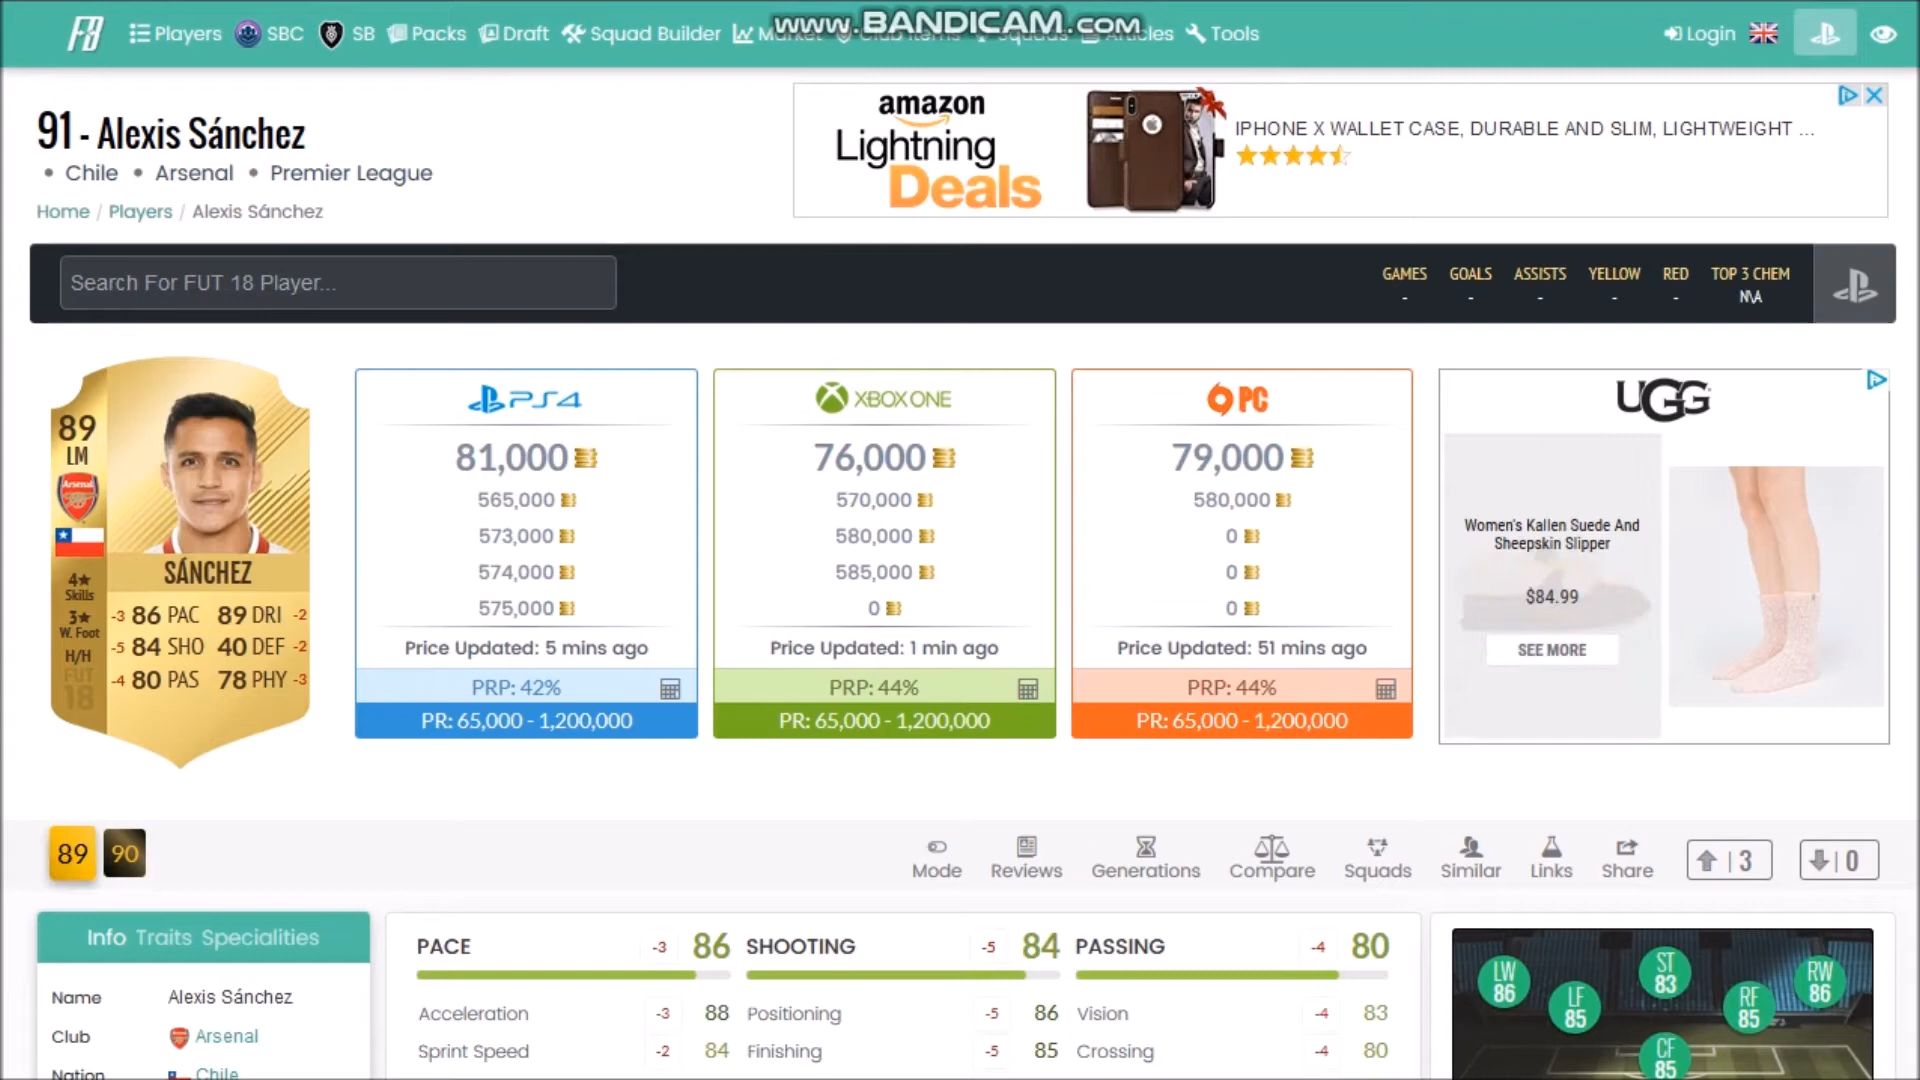 www.BANDICAM.com
Players SBC SB Packs Draft Squad Builder Market Club Items Squads Articles Tools Login
91 - Alexis Sánchez
• Chile • Arsenal • Premier League
Home / Players / Alexis Sánchez
amazon
Lightning
Deals
IPHONE X WALLET CASE, DURABLE AND SLIM, LIGHTWEIGHT ...
Search For FUT 18 Player...
GAMES GOALS ASSISTS YELLOW RED TOP 3 CHEM
- - - - - N\A
89
LM
Arsenal
SÁNCHEZ
4★
Skills
3★
W. Foot
H/H
FUT
18
-3 86 PAC 89 DRI -2
-5 84 SHO 40 DEF -2
-4 80 PAS 78 PHY -3
PS4
81,000
565,000
573,000
574,000
575,000
Price Updated: 5 mins ago
PRP: 42%
PR: 65,000 - 1,200,000
XBOX ONE
76,000
570,000
580,000
585,000
0
Price Updated: 1 min ago
PRP: 44%
PR: 65,000 - 1,200,000
PC
79,000
580,000
0
0
0
Price Updated: 51 mins ago
PRP: 44%
PR: 65,000 - 1,200,000
UGG
Women's Kallen Suede And
Sheepskin Slipper
$84.99
SEE MORE
89 90
Mode Reviews Generations Compare Squads Similar Links Share 3 0
Info Traits Specialities
Name Alexis Sánchez
Club Arsenal
Nation Chile
PACE -3 86
Acceleration -3 88
Sprint Speed -2 84
SHOOTING -5 84
Positioning -5 86
Finishing -5 85
PASSING -4 80
Vision -4 83
Crossing -4 80
LW
86
LF
85
ST
83
RF
85
RW
86
CF
85